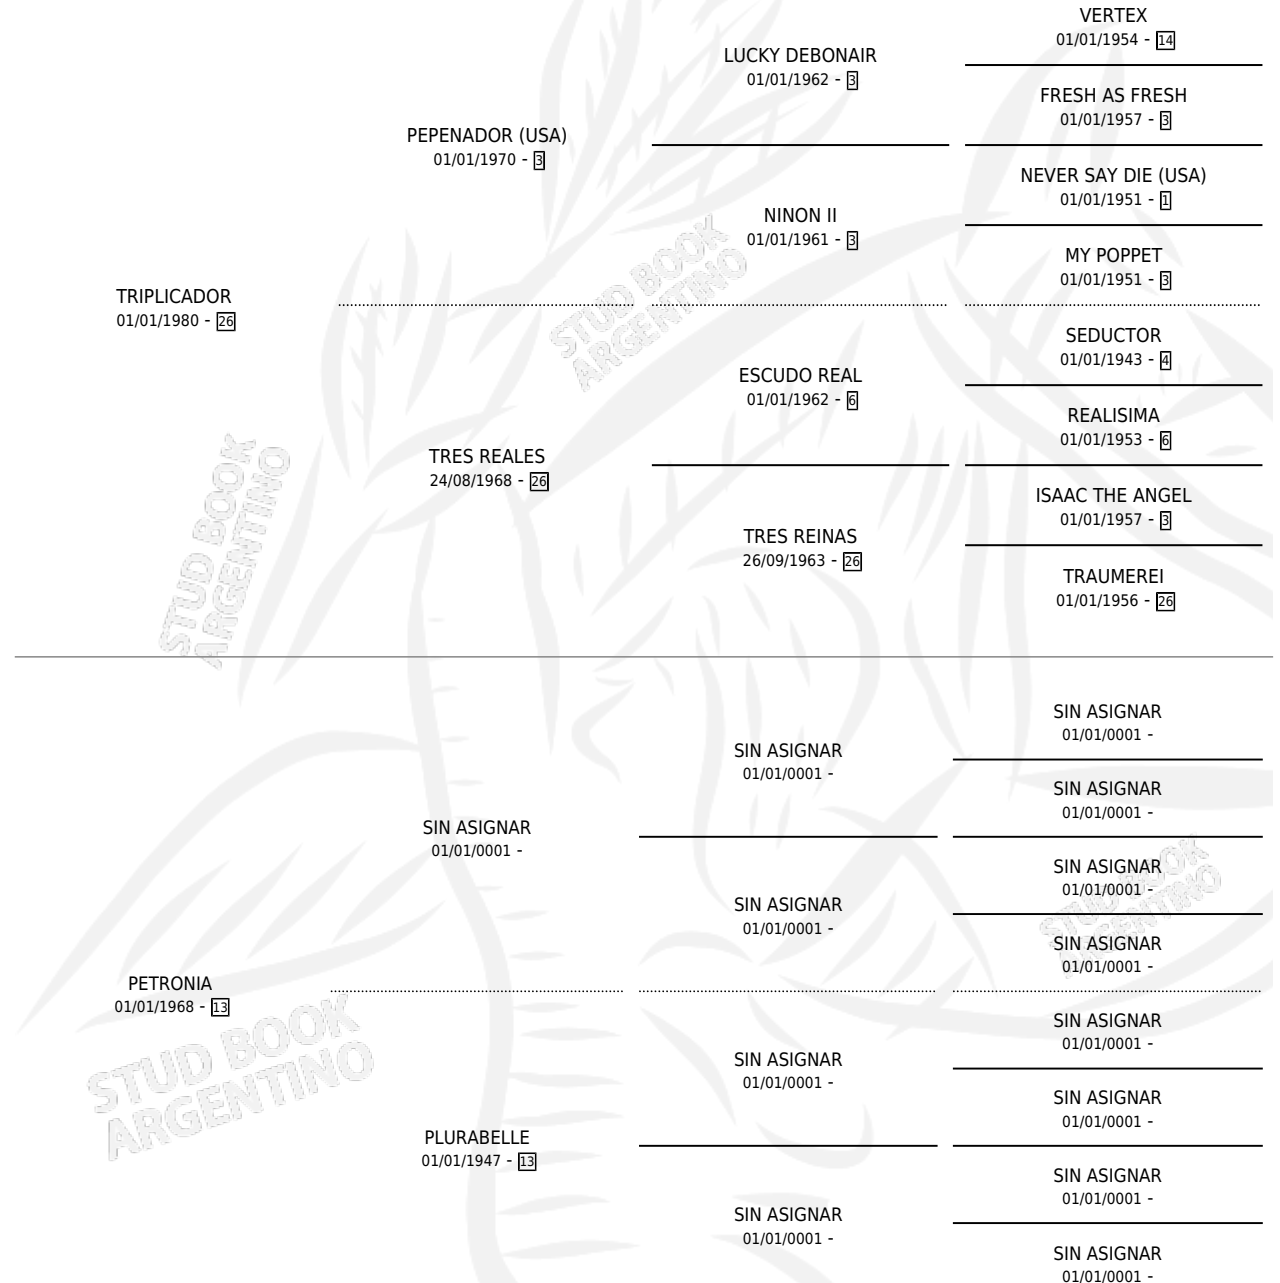 VERTEX
01/01/1954 - 14
LUCKY DEBONAIR
01/01/1962 - 3
FRESH AS FRESH
01/01/1957 - 3
PEPENADOR (USA)
01/01/1970 - 3
NEVER SAY DIE (USA)
01/01/1951 - 1
NINON II
01/01/1961 - 3
MY POPPET
01/01/1951 - 3
TRIPLICADOR
01/01/1980 - 26
SEDUCTOR
01/01/1943 - 4
ESCUDO REAL
01/01/1962 - 6
REALISIMA
01/01/1953 - 6
TRES REALES
24/08/1968 - 26
ISAAC THE ANGEL
01/01/1957 - 3
TRES REINAS
26/09/1963 - 26
TRAUMEREI
01/01/1956 - 26
STUD BOOK
ARGENTINO
STUD BOOK
ARGENTINO
SIN ASIGNAR
01/01/0001 -
SIN ASIGNAR
01/01/0001 -
SIN ASIGNAR
01/01/0001 -
SIN ASIGNAR
01/01/0001 -
SIN ASIGNAR
01/01/0001 -
SIN ASIGNAR
01/01/0001 -
SIN ASIGNAR
01/01/0001 -
PETRONIA
01/01/1968 - 13
SIN ASIGNAR
01/01/0001 -
SIN ASIGNAR
01/01/0001 -
SIN ASIGNAR
01/01/0001 -
PLURABELLE
01/01/1947 - 13
SIN ASIGNAR
01/01/0001 -
SIN ASIGNAR
01/01/0001 -
SIN ASIGNAR
01/01/0001 -
STUD BOOK
ARGENTINO
STUD BOOK
ARGENTINO